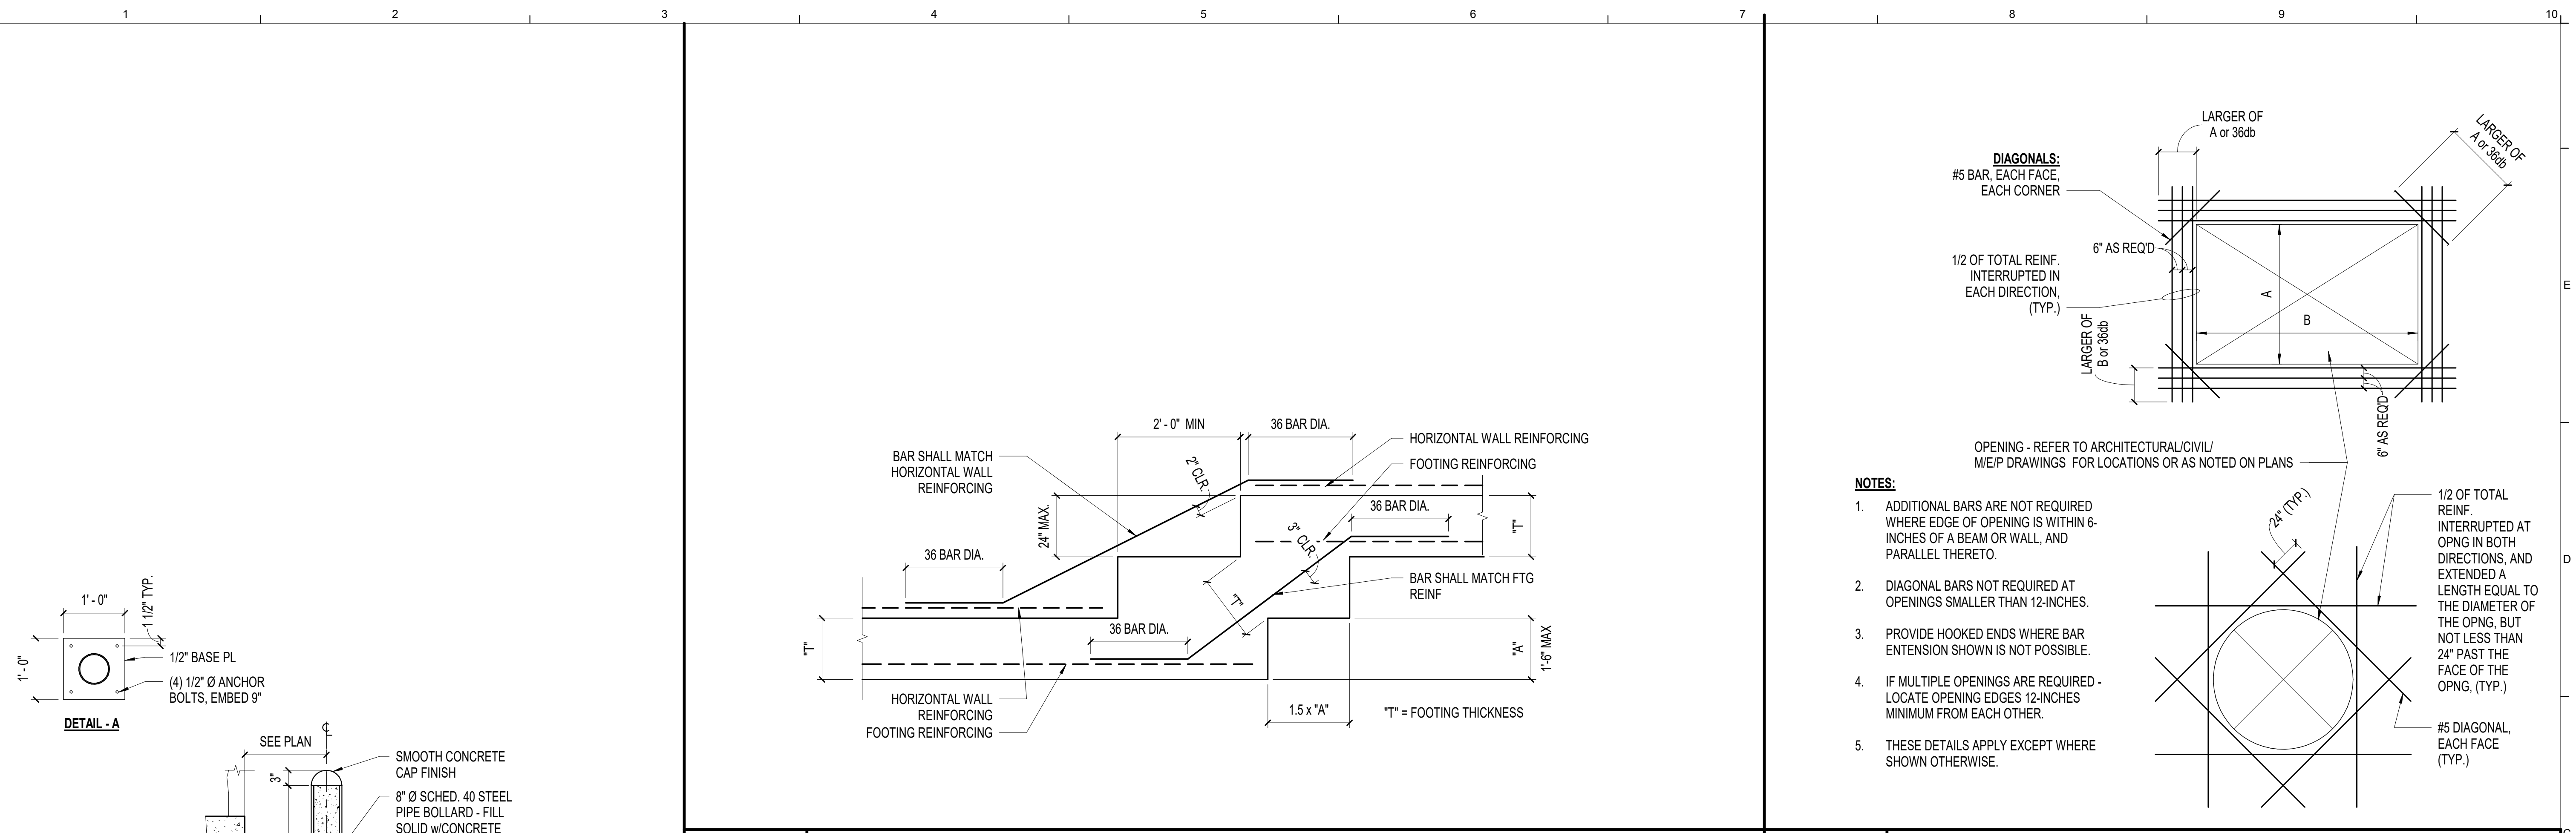 1
2
3
4
5
6
7
8
9
10
E
D
C
1' - 0"
1 1/2" TYP.
1' - 0"
1/2" BASE PL
(4) 1/2" Ø ANCHOR
BOLTS, EMBED 9"
DETAIL - A
SEE PLAN
℄
3"
SMOOTH CONCRETE
CAP FINISH
8" Ø SCHED. 40 STEEL
PIPE BOLLARD - FILL
SOLID w/CONCRETE
2' - 0"  MIN
36 BAR DIA.
HORIZONTAL WALL REINFORCING
FOOTING REINFORCING
BAR SHALL MATCH
HORIZONTAL WALL
REINFORCING
2" CLR.
24" MAX.
36 BAR DIA.
"T"
3" CLR.
36 BAR DIA.
BAR SHALL MATCH FTG
REINF
"T"
36 BAR DIA.
"T"
"A"
1'-6" MAX
HORIZONTAL WALL
REINFORCING
FOOTING REINFORCING
1.5 x "A"
"T" = FOOTING THICKNESS
LARGER OF
A or 36db
LARGER OF
A or 36db
DIAGONALS:
#5 BAR, EACH FACE,
EACH CORNER
6" AS REQ'D
1/2 OF TOTAL REINF.
INTERRUPTED IN
EACH DIRECTION,
(TYP.)
A
B
LARGER OF
B or 36db
6" AS REQ'D
OPENING - REFER TO ARCHITECTURAL/CIVIL/
M/E/P DRAWINGS  FOR LOCATIONS OR AS NOTED ON PLANS
NOTES:
1. ADDITIONAL BARS ARE NOT REQUIRED
WHERE EDGE OF OPENING IS WITHIN 6-
INCHES OF A BEAM OR WALL, AND
PARALLEL THERETO.
2. DIAGONAL BARS NOT REQUIRED AT
OPENINGS SMALLER THAN 12-INCHES.
3. PROVIDE HOOKED ENDS WHERE BAR
ENTENSION SHOWN IS NOT POSSIBLE.
4. IF MULTIPLE OPENINGS ARE REQUIRED -
LOCATE OPENING EDGES 12-INCHES
MINIMUM FROM EACH OTHER.
5. THESE DETAILS APPLY EXCEPT WHERE
SHOWN OTHERWISE.
24" (TYP.)
1/2 OF TOTAL
REINF.
INTERRUPTED AT
OPNG IN BOTH
DIRECTIONS, AND
EXTENDED A
LENGTH EQUAL TO
THE DIAMETER OF
THE OPNG, BUT
NOT LESS THAN
24" PAST THE
FACE OF THE
OPNG, (TYP.)
#5 DIAGONAL,
EACH FACE
(TYP.)